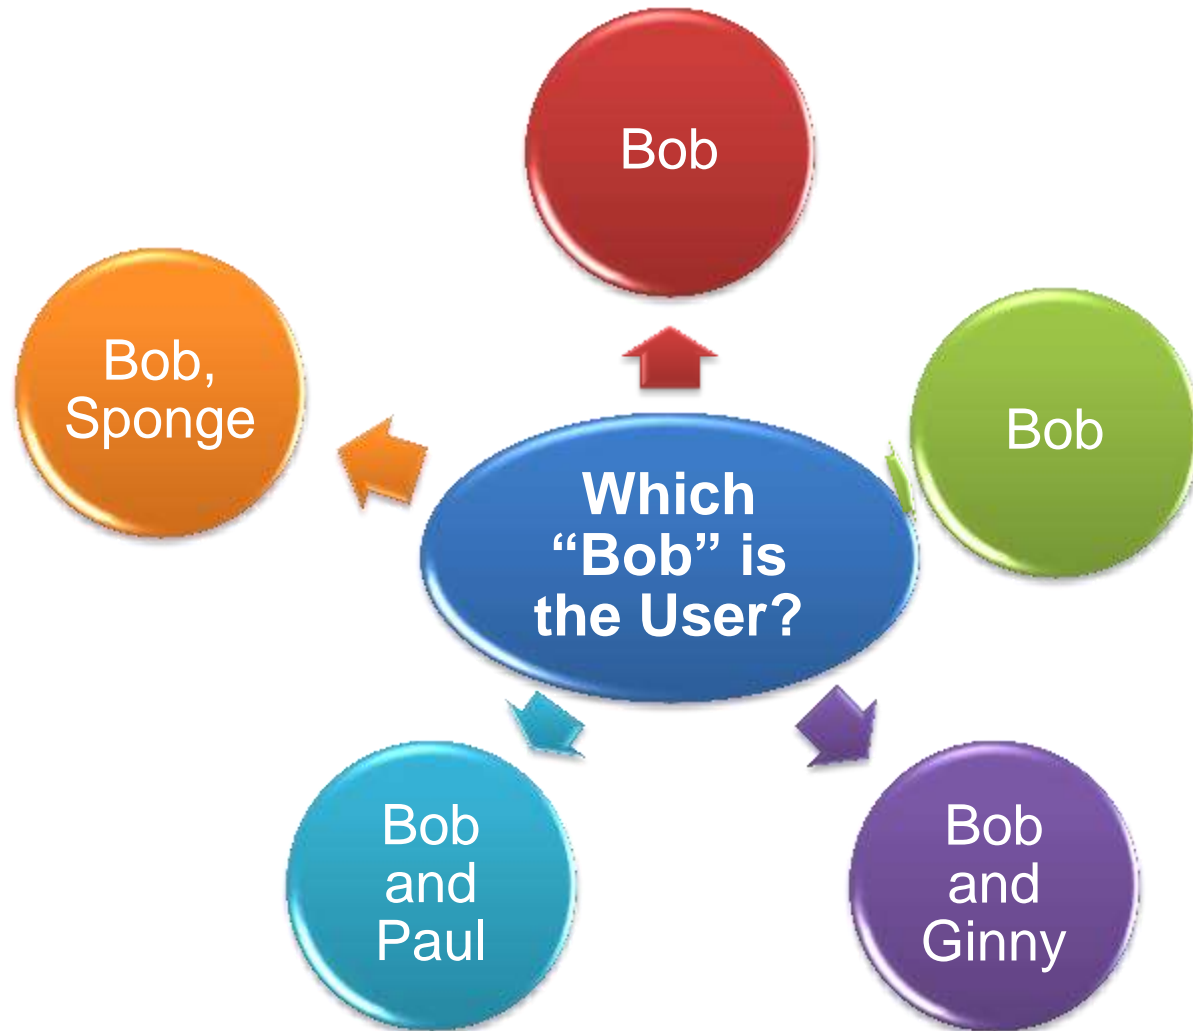 Bob
Bob,
Sponge
Bob
Which
“Bob” is
the User?
Bob
and
Paul
Bob
and
Ginny